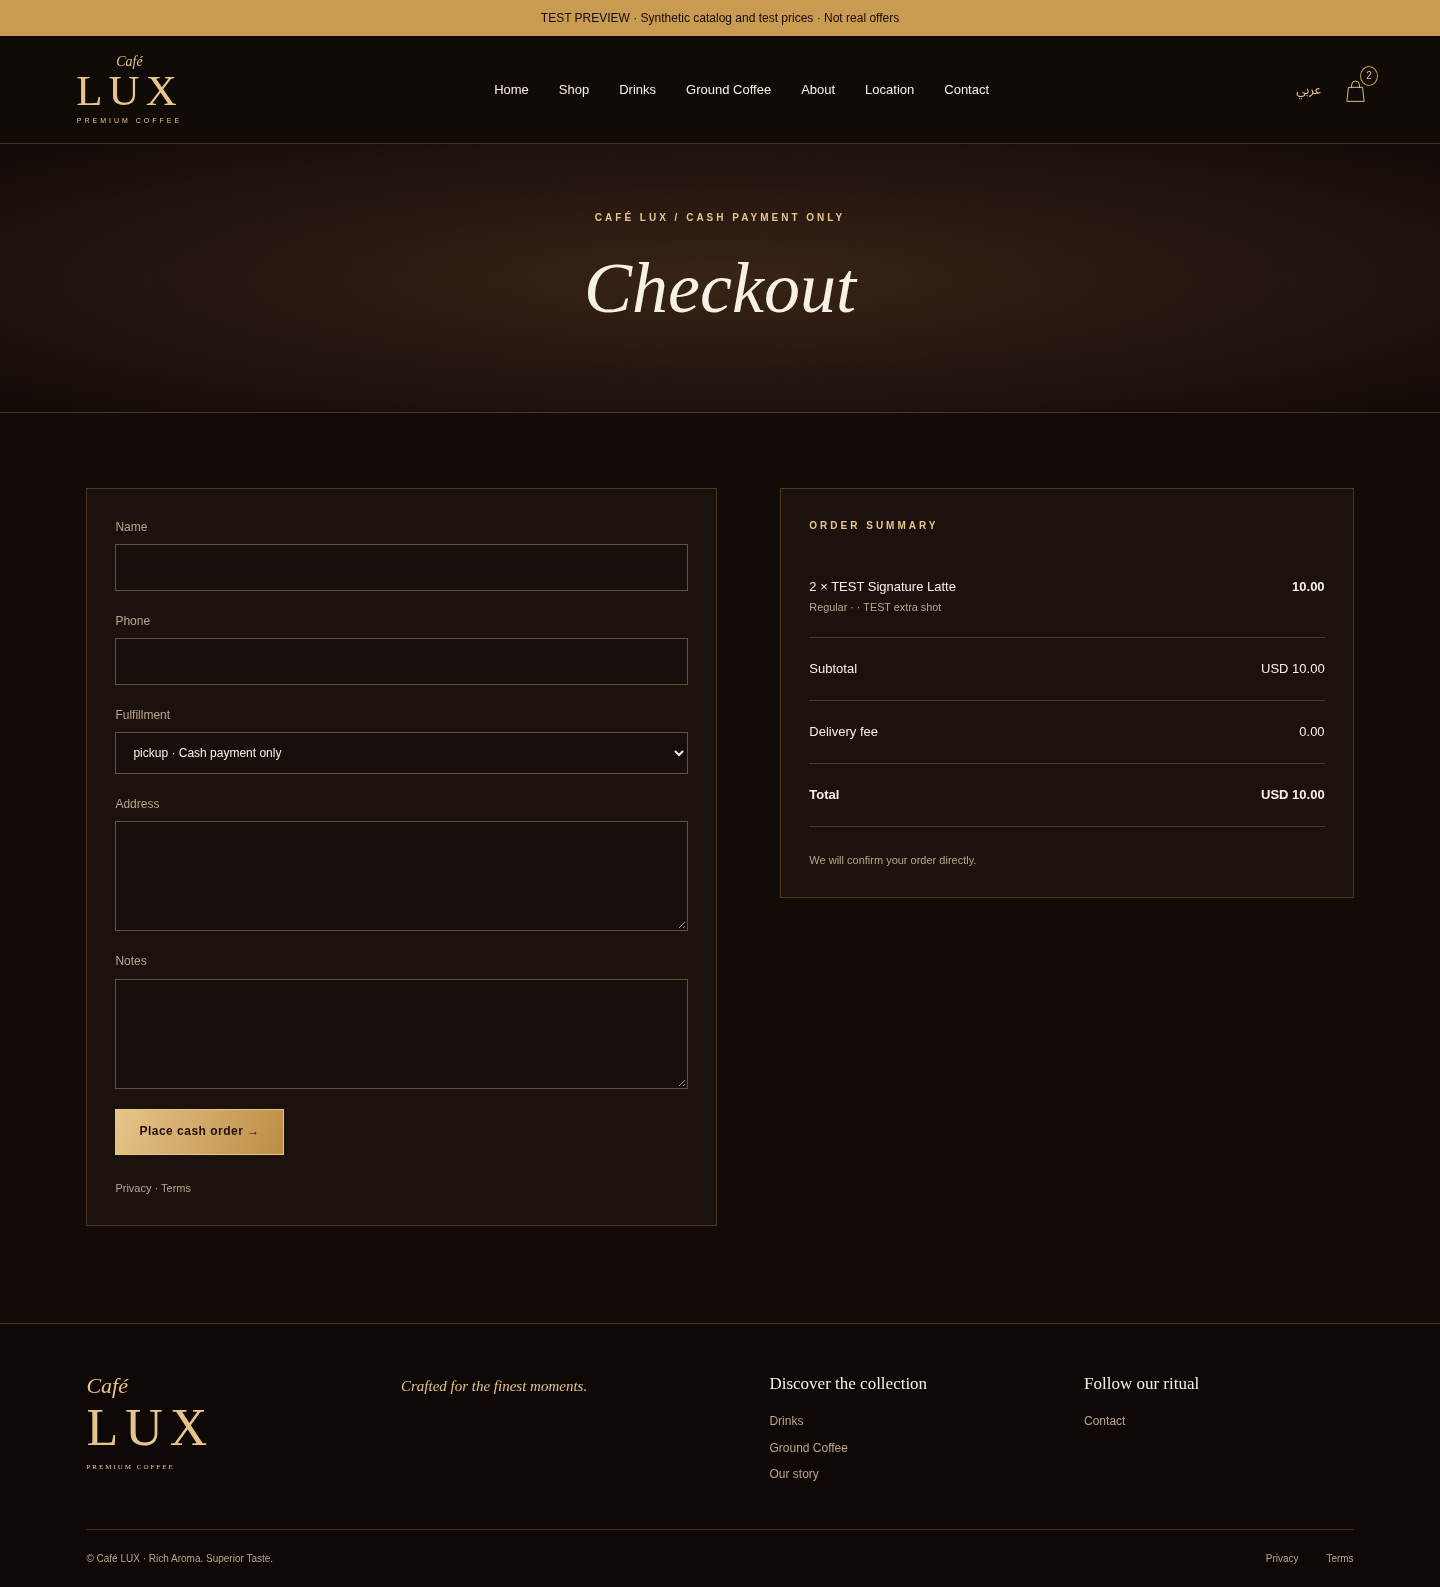 TEST PREVIEW · Synthetic catalog and test prices · Not real offers
Café
LUX
PREMIUM COFFEE
Home Shop Drinks Ground Coffee About Location Contact
عربي
2
CAFÉ LUX / CASH PAYMENT ONLY
Checkout
Name
Phone
Fulfillment
pickup · Cash payment only
Address
Notes
Place cash order →
Privacy · Terms
ORDER SUMMARY
2 × TEST Signature Latte 10.00
Regular · · TEST extra shot
Subtotal USD 10.00
Delivery fee 0.00
Total USD 10.00
We will confirm your order directly.
Café
LUX
PREMIUM COFFEE
Crafted for the finest moments.
Discover the collection
Drinks
Ground Coffee
Our story
Follow our ritual
Contact
© Café LUX · Rich Aroma. Superior Taste.
Privacy Terms